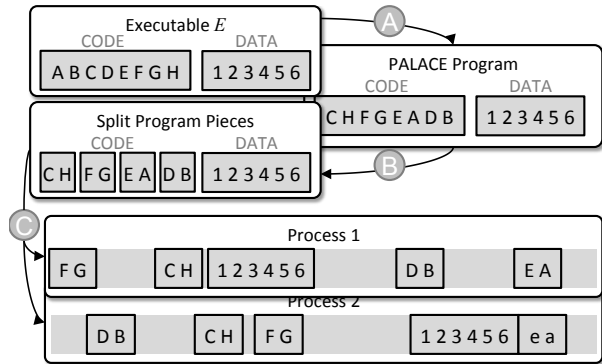 Executable E
CODE DATA
A B C D E F G H 1 2 3 4 5 6
A
PALACE Program
CODE DATA
C H F G E A D B 1 2 3 4 5 6
Split Program Pieces
CODE DATA
C H F G E A D B 1 2 3 4 5 6
B
C
Process 1
F G C H 1 2 3 4 5 6 D B E A
Process 2
D B C H F G 1 2 3 4 5 6 e a